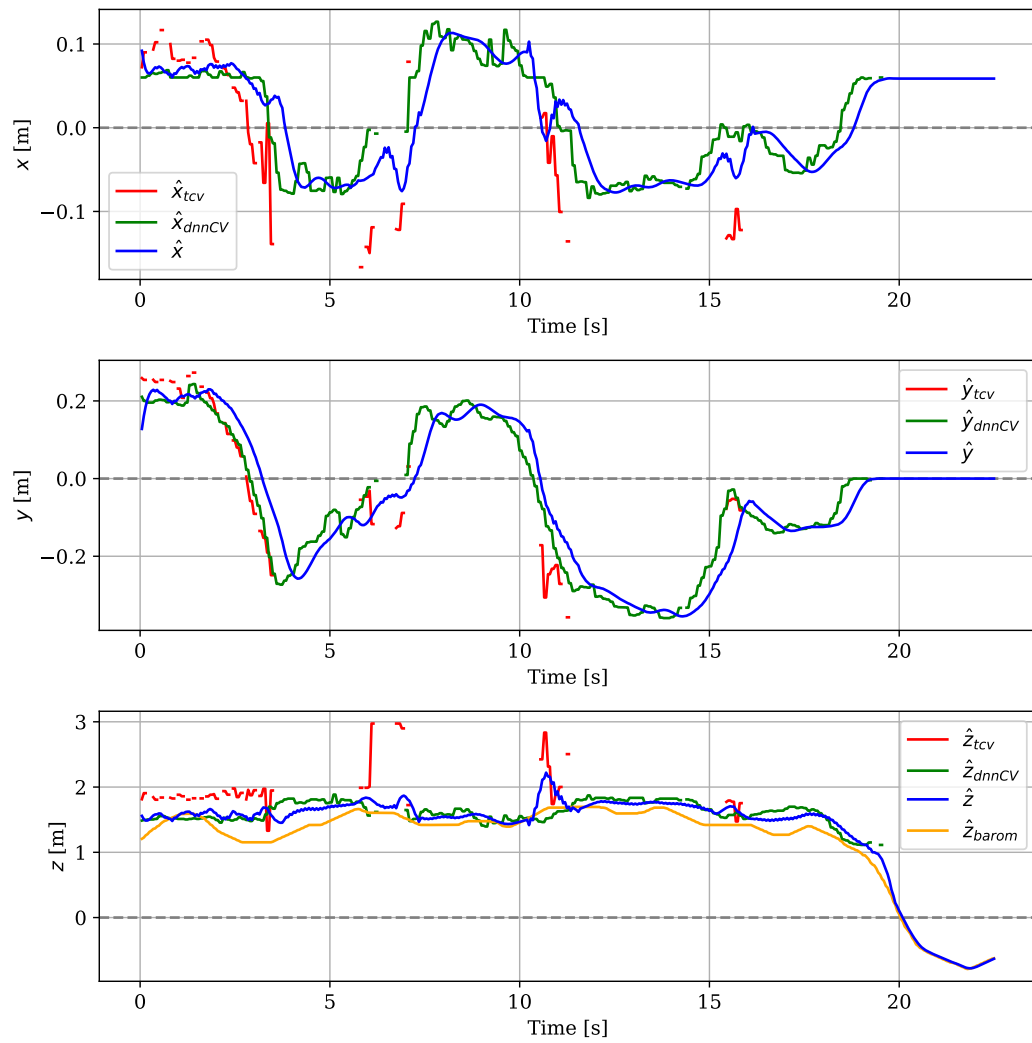 0.1
0.0
−0.1
x [m]
x̂_tcv
x̂_dnnCV
x̂
0 5 10 15 20
Time [s]
0.2
0.0
−0.2
y [m]
ŷ_tcv
ŷ_dnnCV
ŷ
0 5 10 15 20
Time [s]
3
2
1
0
z [m]
ẑ_tcv
ẑ_dnnCV
ẑ
ẑ_barom
0 5 10 15 20
Time [s]